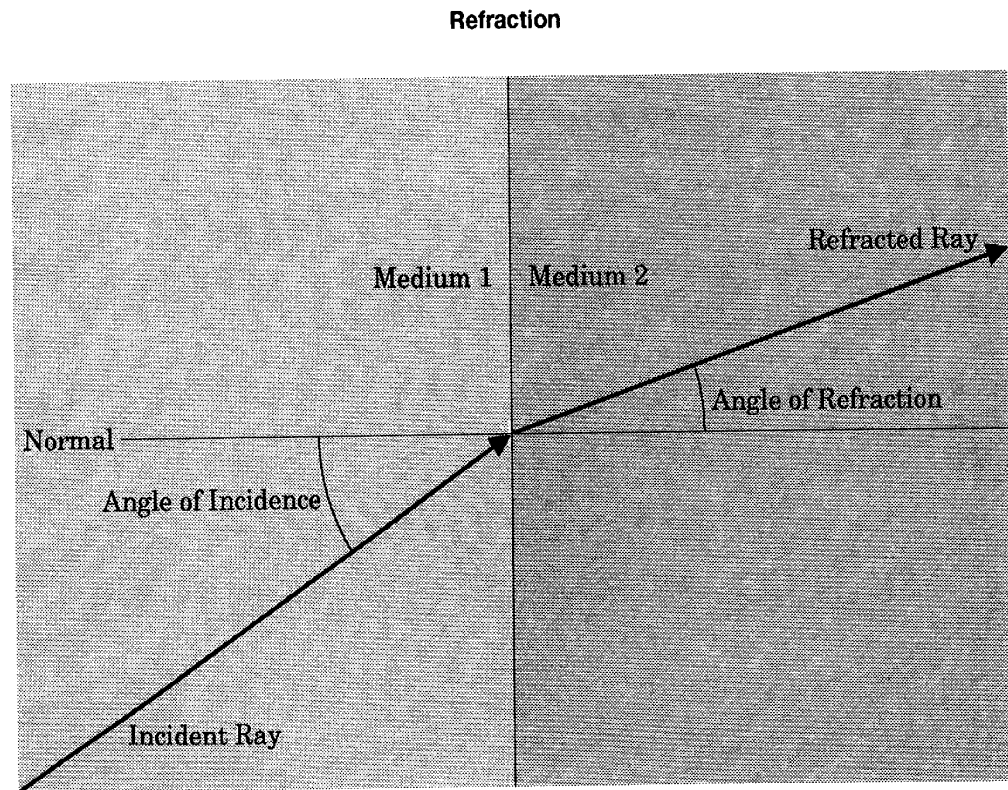 Refraction
Refracted Ray
Medium 1
Medium 2
Angle of Refraction
Normal
Angle of Incidence
Incident Ray